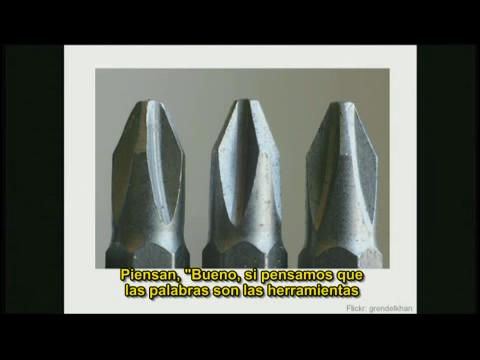 Piensan, "Bueno, si pensamos que
las palabras son las herramientas
Flickr: grendelkhan